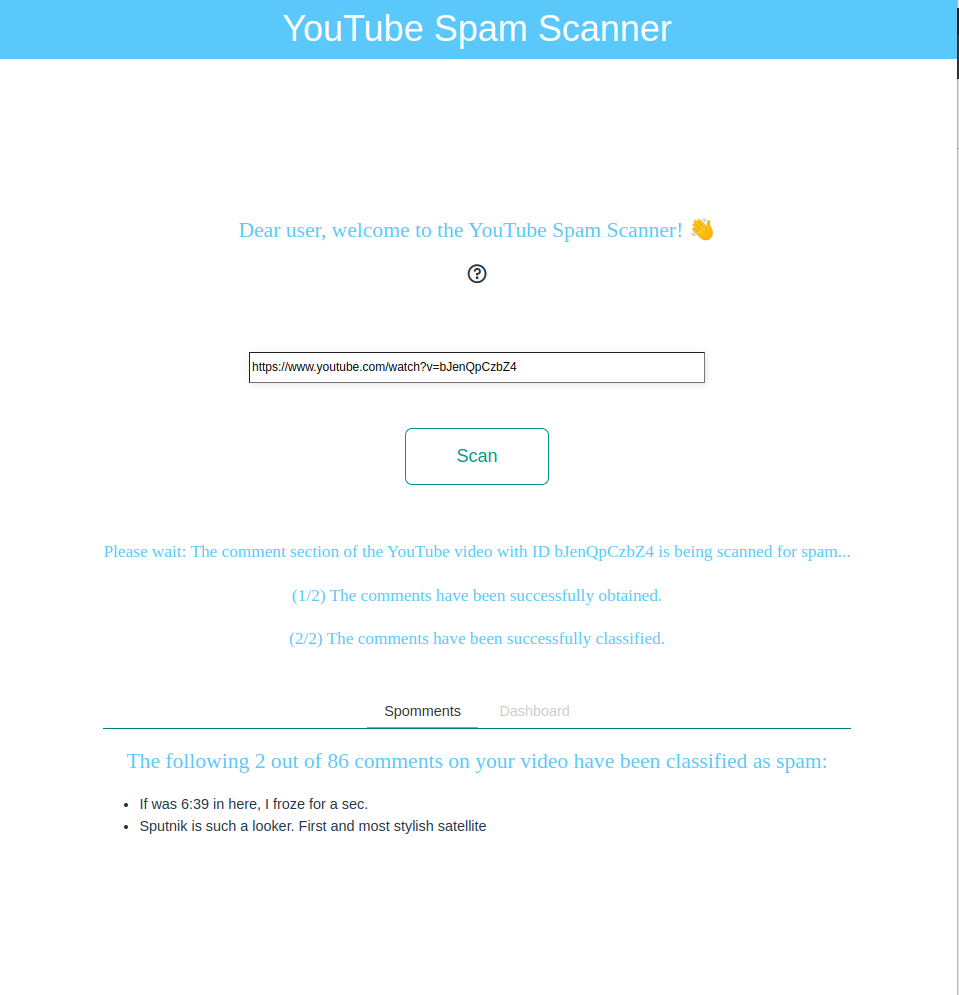 YouTube Spam Scanner
Dear user, welcome to the YouTube Spam Scanner! 👋
https://www.youtube.com/watch?v=bJenQpCzbZ4
Scan
Please wait: The comment section of the YouTube video with ID bJenQpCzbZ4 is being scanned for spam...
(1/2) The comments have been successfully obtained.
(2/2) The comments have been successfully classified.
Spomments Dashboard
The following 2 out of 86 comments on your video have been classified as spam:
• If was 6:39 in here, I froze for a sec.
• Sputnik is such a looker. First and most stylish satellite